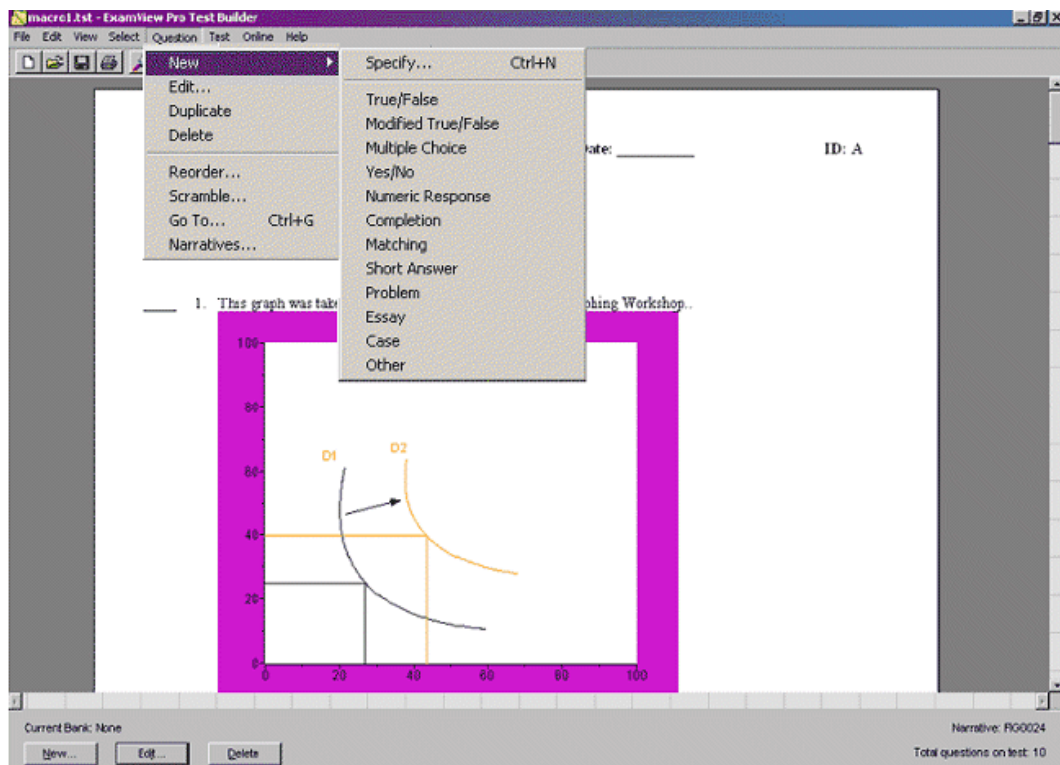 macro1.tst - ExamView Pro Test Builder
File Edit View Select Question Test Online Help
New
Edit...
Duplicate
Delete
Reorder...
Scramble...
Go To... Ctrl+G
Narratives...
Specify... Ctrl+N
True/False
Modified True/False
Multiple Choice
Yes/No
Numeric Response
Completion
Matching
Short Answer
Problem
Essay
Case
Other
ID: A
1. This graph was
Workshop..
100
80
60
40
20
0
D1
D2
0 20 40 60 80 100
Current Bank: None
Narrative: RG0024
New... Edit... Delete
Total questions on test: 10